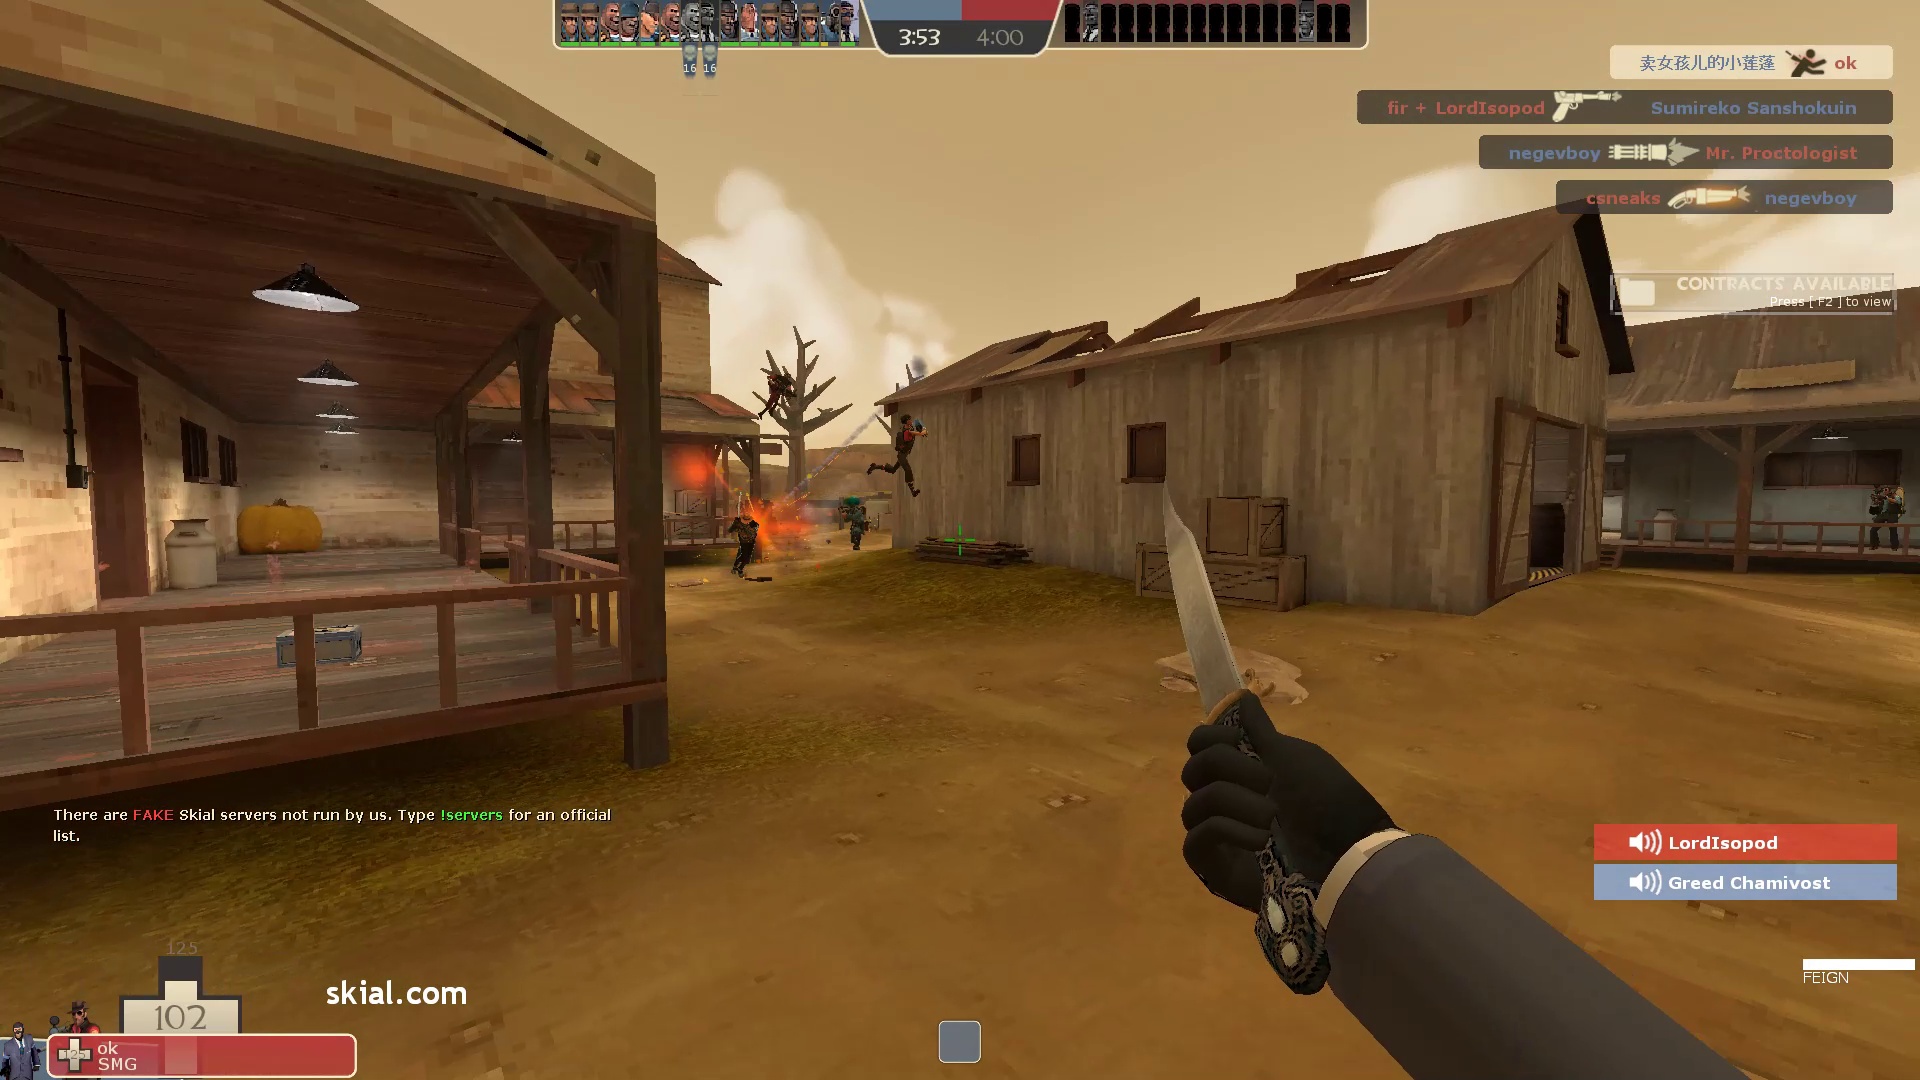 3:53 4:00
16 16
卖女孩儿的小莲蓬 ok
fir + LordIsopod Sumireko Sanshokuin
negevboy Mr. Proctologist
csneaks negevboy
CONTRACTS AVAILABLE
Press [ F2 ] to view
There are FAKE Skial servers not run by us. Type !servers for an official
list.
LordIsopod
Greed Chamivost
FEIGN
skial.com
125
102
125
ok
SMG